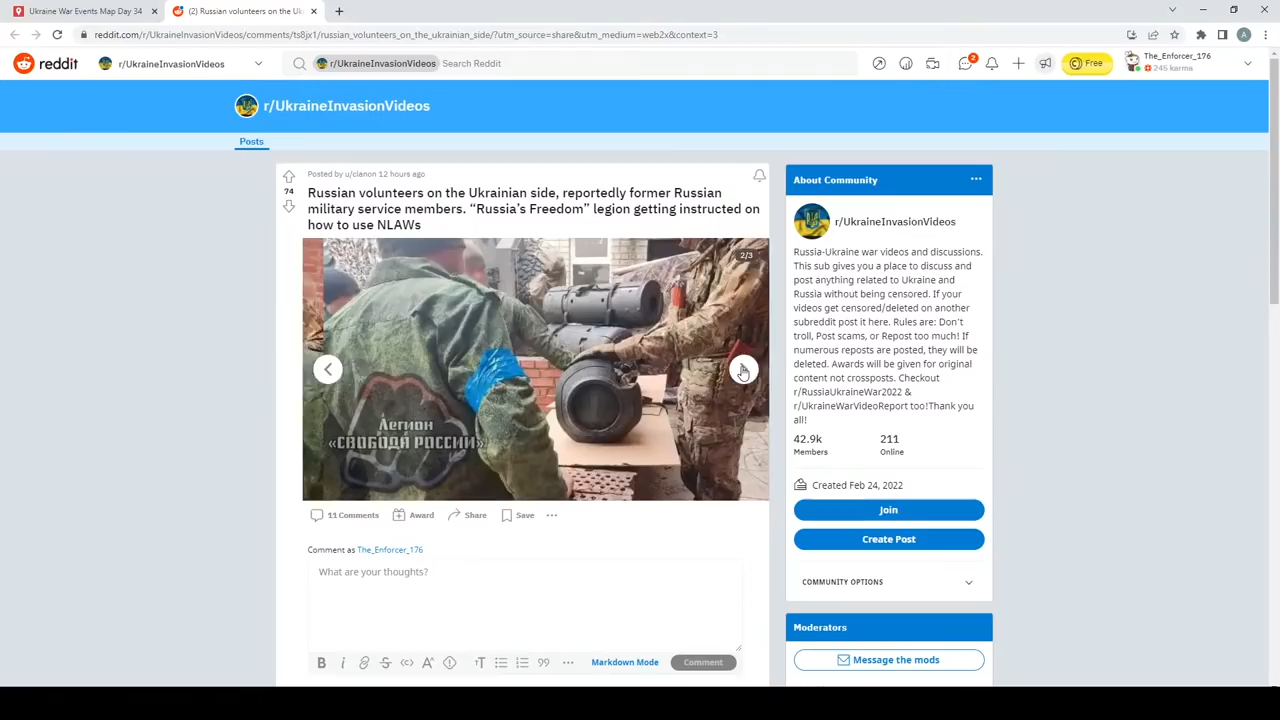 Ukraine War Events Map Day 34
(2) Russian volunteers on the Uk
reddit.com/r/UkraineInvasionVideos/comments/ts8jx1/russian_volunteers_on_the_ukrainian_side/?utm_source=share&utm_medium=web2x&context=3
A
reddit
r/UkraineInvasionVideos
r/UkraineInvasionVideos
Search Reddit
2
Free
The_Enforcer_176
245 karma
r/UkraineInvasionVideos
Posts
Posted by u/cianon 12 hours ago
74
Russian volunteers on the Ukrainian side, reportedly former Russian
military service members. “Russia’s Freedom” legion getting instructed on
how to use NLAWs
2/3
Легион
«СВОБОДА РОССИИ»
11 Comments
Award
Share
Save
Comment as The_Enforcer_176
What are your thoughts?
Markdown Mode
Comment
About Community
r/UkraineInvasionVideos
Russia-Ukraine war videos and discussions.
This sub gives you a place to discuss and
post anything related to Ukraine and
Russia without being censored. If your
videos get censored/deleted on another
subreddit post it here. Rules are: Don't
troll, Post scams, or Repost too much! If
numerous reposts are posted, they will be
deleted. Awards will be given for original
content not crossposts. Checkout
r/RussiaUkraineWar2022 &
r/UkraineWarVideoReport too!Thank you
all!
42.9k
Members
211
Online
Created Feb 24, 2022
Join
Create Post
COMMUNITY OPTIONS
Moderators
Message the mods